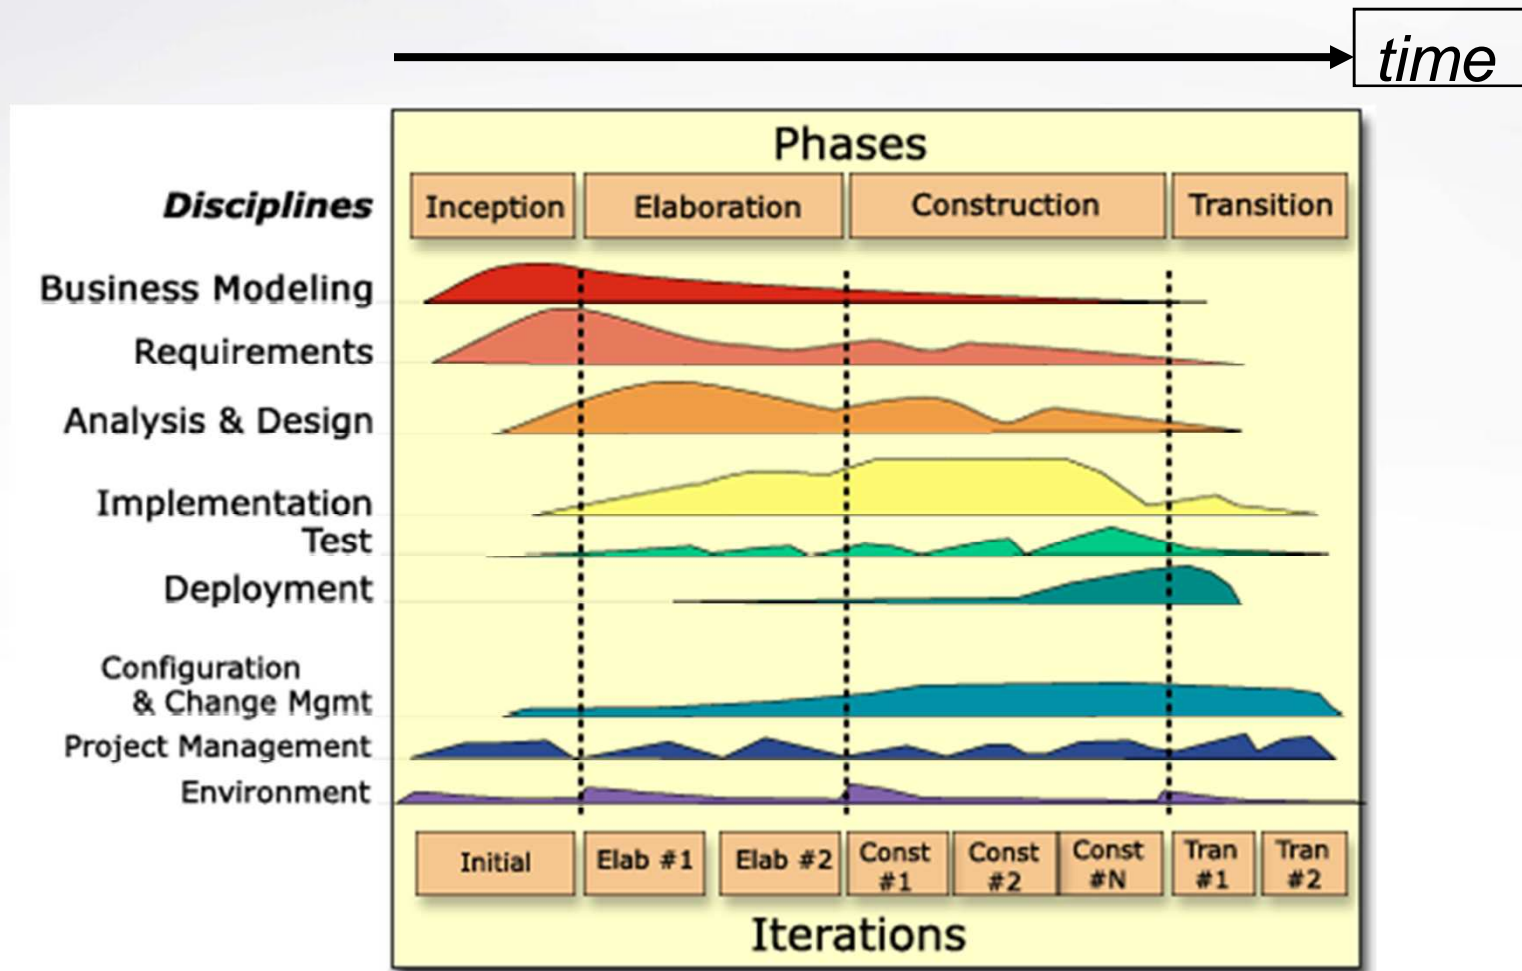 time
Phases
Disciplines
Inception
Elaboration
Construction
Transition
Business Modeling
Requirements
Analysis & Design
Implementation
Test
Deployment
Configuration
& Change Mgmt
Project Management
Environment
Initial
Elab #1
Elab #2
Const
#1
Const
#2
Const
#N
Tran
#1
Tran
#2
Iterations